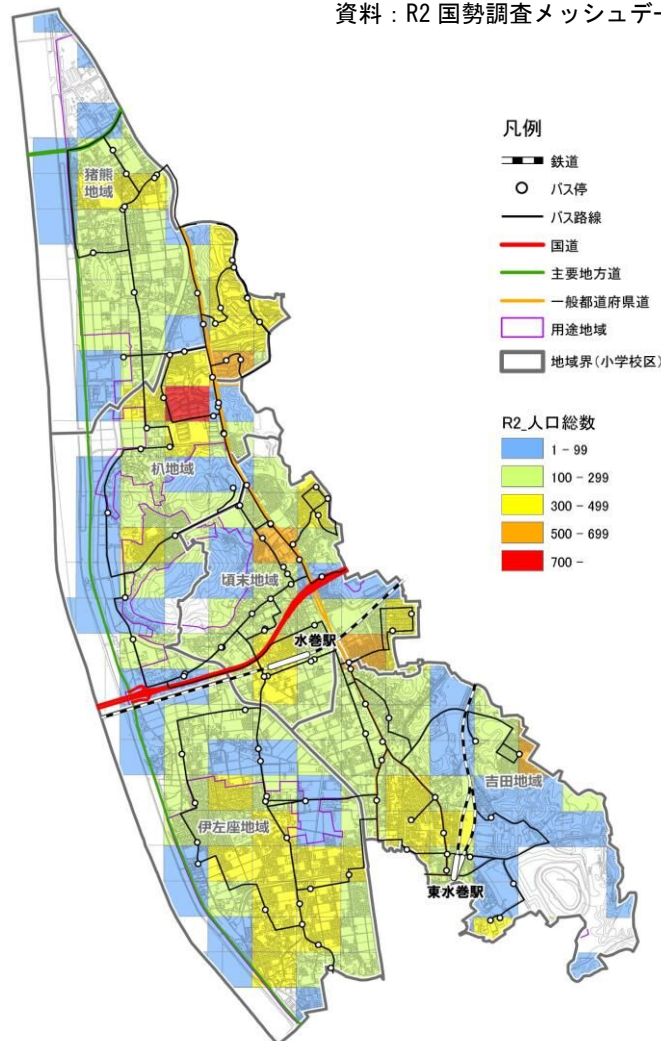 資料：R2 国勢調査メッシュデー
凡例
鉄道
バス停
バス路線
国道
主要地方道
一般都道府県道
用途地域
地域界(小学校区)
R2_人口総数
1 - 99
100 - 299
300 - 499
500 - 699
700 -
猪熊
地域
机地域
頃末地域
水巻駅
吉田地域
伊左座地域
東水巻駅